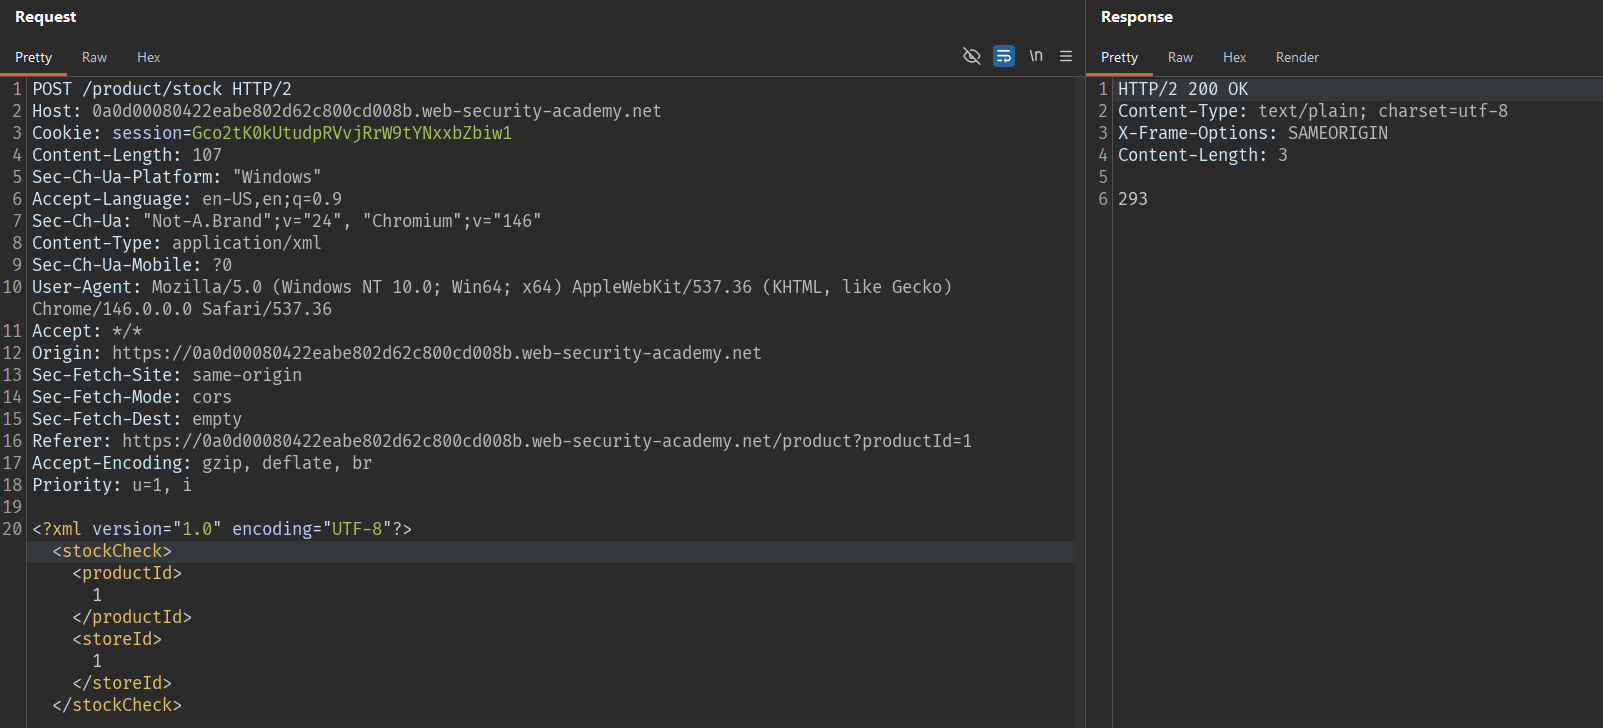 Request
Pretty Raw Hex \n
1 POST /product/stock HTTP/2
2 Host: 0a0d00080422eabe802d62c800cd008b.web-security-academy.net
3 Cookie: session=Gco2tK0kUtudpRVvjRrW9tYNxxbZbiw1
4 Content-Length: 107
5 Sec-Ch-Ua-Platform: "Windows"
6 Accept-Language: en-US,en;q=0.9
7 Sec-Ch-Ua: "Not-A.Brand";v="24", "Chromium";v="146"
8 Content-Type: application/xml
9 Sec-Ch-Ua-Mobile: ?0
10 User-Agent: Mozilla/5.0 (Windows NT 10.0; Win64; x64) AppleWebKit/537.36 (KHTML, like Gecko)
Chrome/146.0.0.0 Safari/537.36
11 Accept: */*
12 Origin: https://0a0d00080422eabe802d62c800cd008b.web-security-academy.net
13 Sec-Fetch-Site: same-origin
14 Sec-Fetch-Mode: cors
15 Sec-Fetch-Dest: empty
16 Referer: https://0a0d00080422eabe802d62c800cd008b.web-security-academy.net/product?productId=1
17 Accept-Encoding: gzip, deflate, br
18 Priority: u=1, i
19
20 <?xml version="1.0" encoding="UTF-8"?>
<stockCheck>
<productId>
1
</productId>
<storeId>
1
</storeId>
</stockCheck>
Response
Pretty Raw Hex Render
1 HTTP/2 200 OK
2 Content-Type: text/plain; charset=utf-8
3 X-Frame-Options: SAMEORIGIN
4 Content-Length: 3
5
6 293